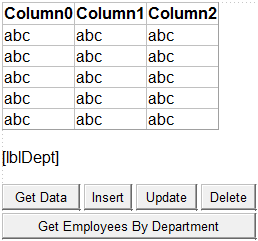 Column0 Column1 Column2
abc abc abc
abc abc abc
abc abc abc
abc abc abc
abc abc abc
[lblDept]
Get Data Insert Update Delete
Get Employees By Department